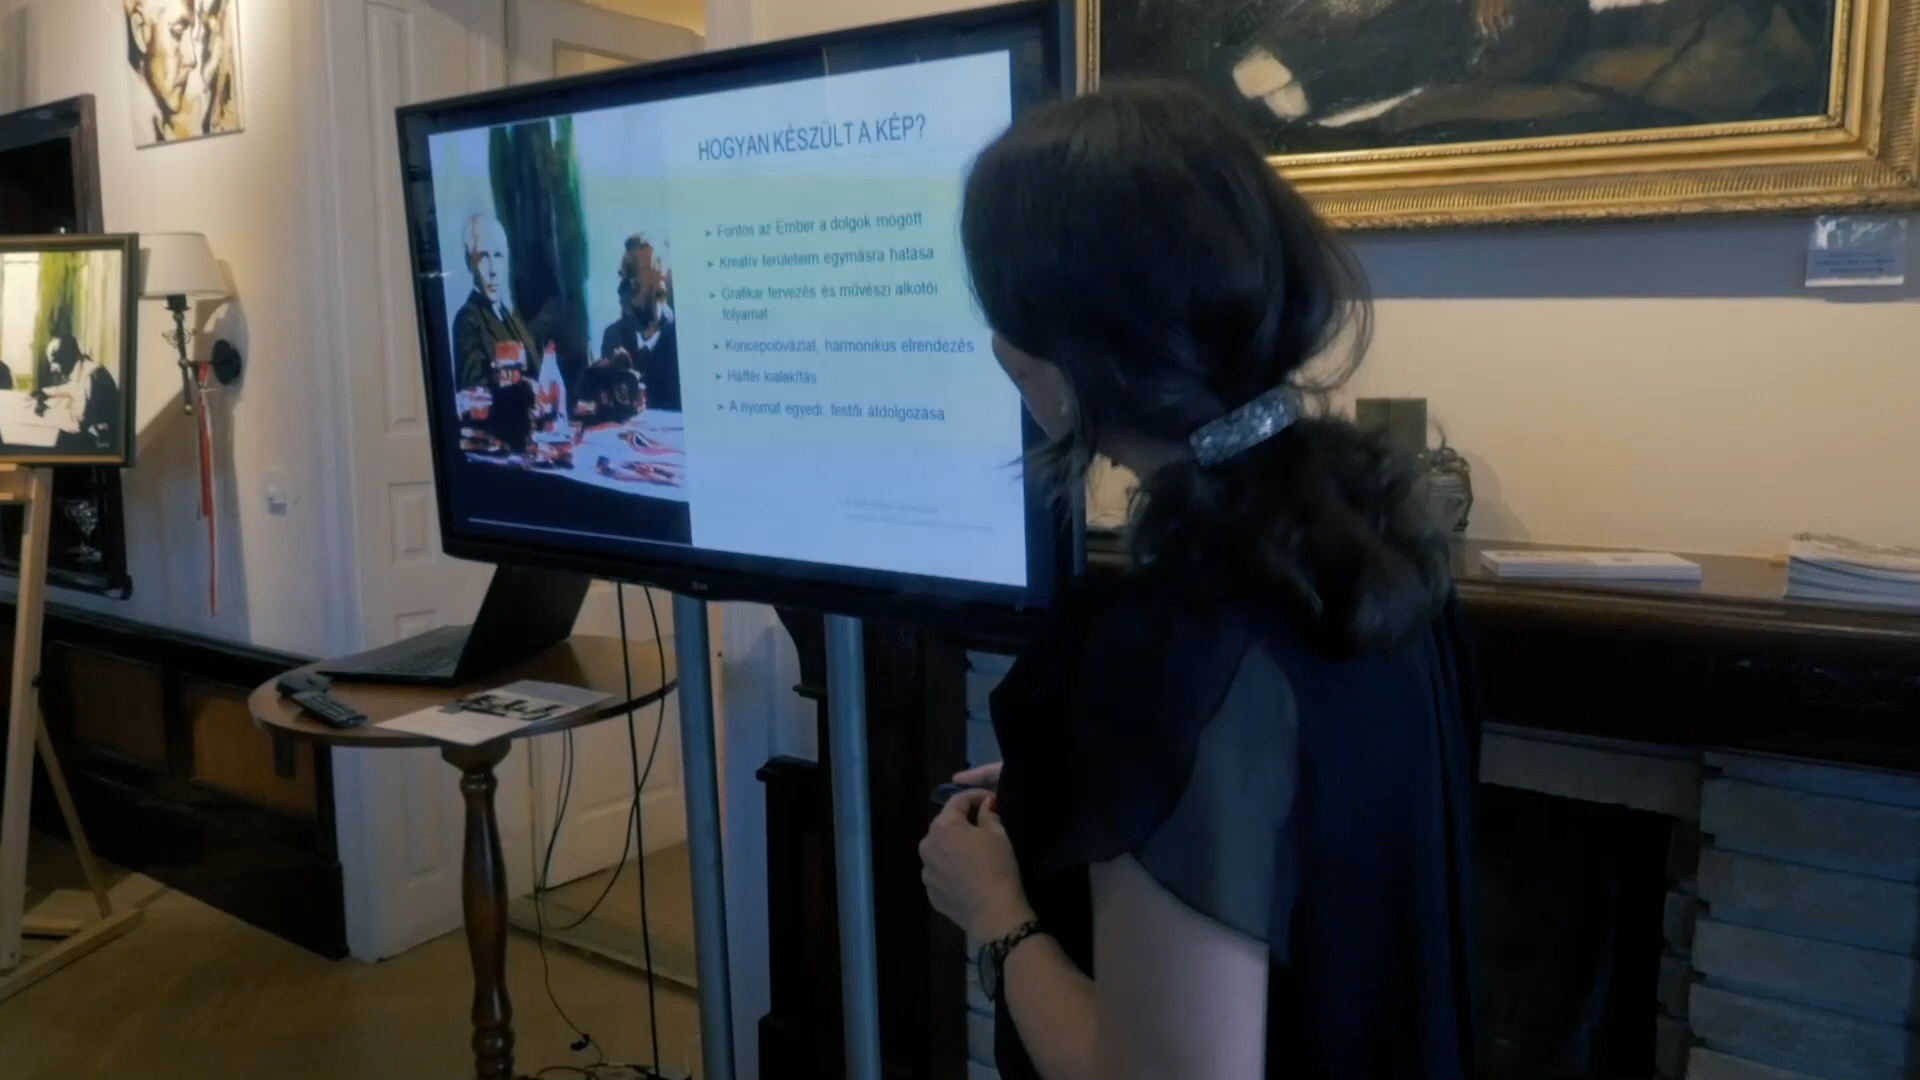 HOGYAN KÉSZÜLT A KÉP?
➤ Fontos az Ember a dolgok mögött
➤ Kreatív területeim egymásra hatása
➤ Grafikai tervezés és művészi alkotói
folyamat
➤ Koncepcióvázlat, harmonikus elrendezés
➤ Háttér kialakítás
➤ A nyomat egyedi, festői átdolgozása